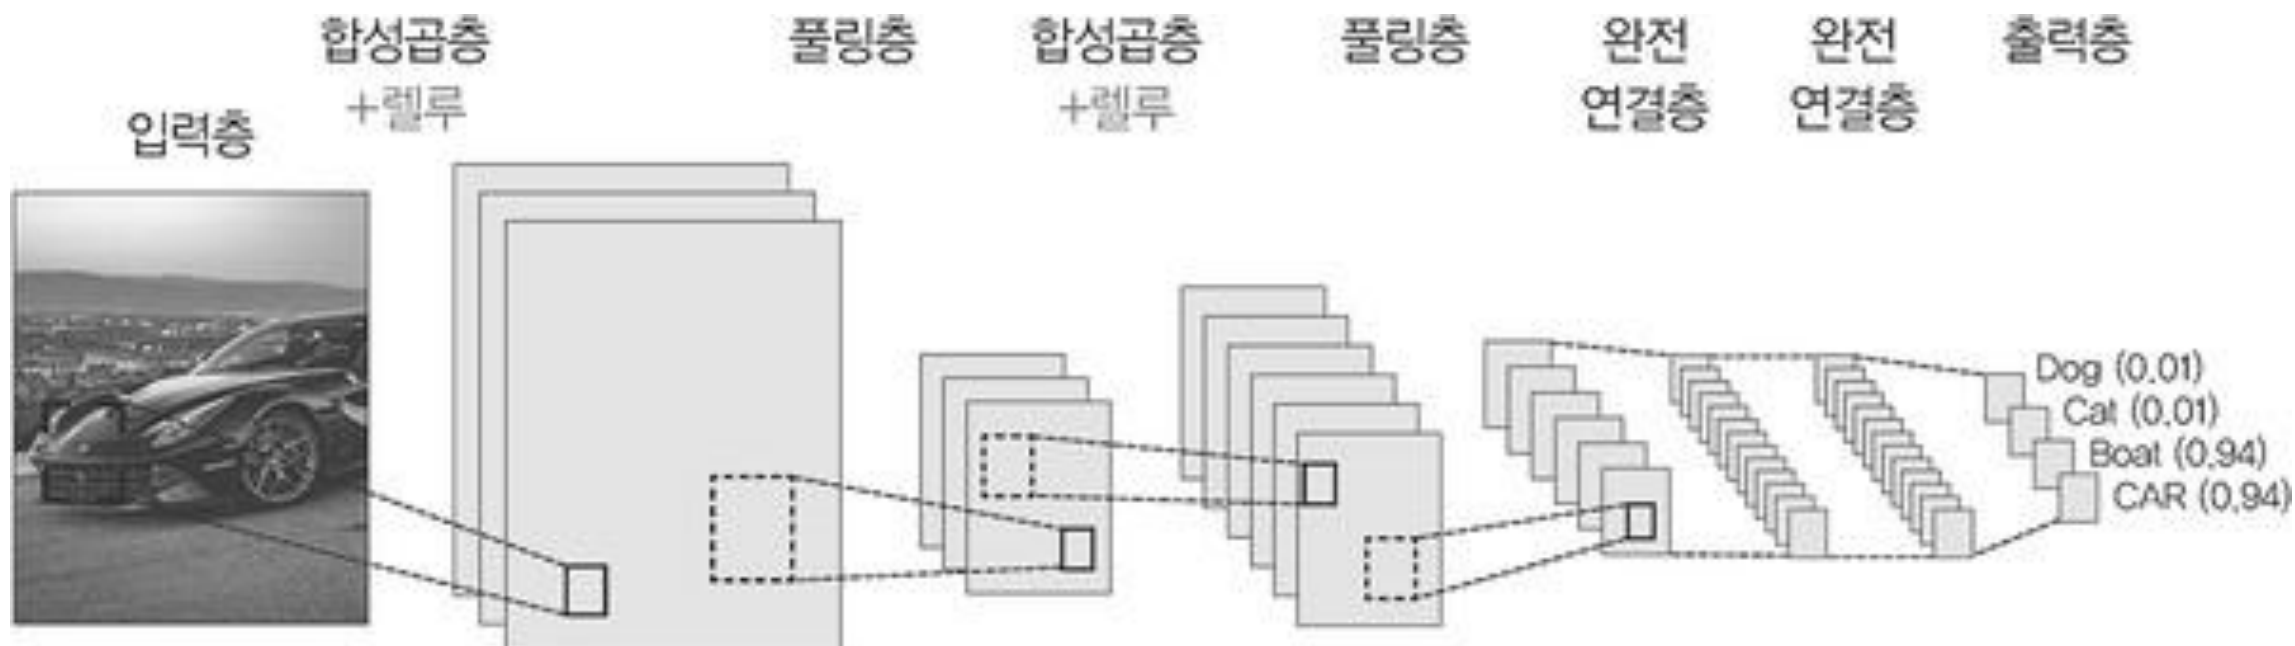 합성곱층
+렐루
풀링층
합성곱층
+렐루
풀링층
완전
연결층
완전
연결층
출력층
입력층
Dog (0.01)
Cat (0.01)
Boat (0.94)
CAR (0.94)